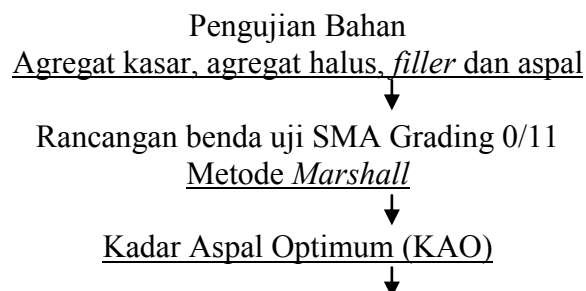 Pengujian Bahan
Agregat kasar, agregat halus, filler dan aspal
Rancangan benda uji SMA Grading 0/11
Metode Marshall
Kadar Aspal Optimum (KAO)